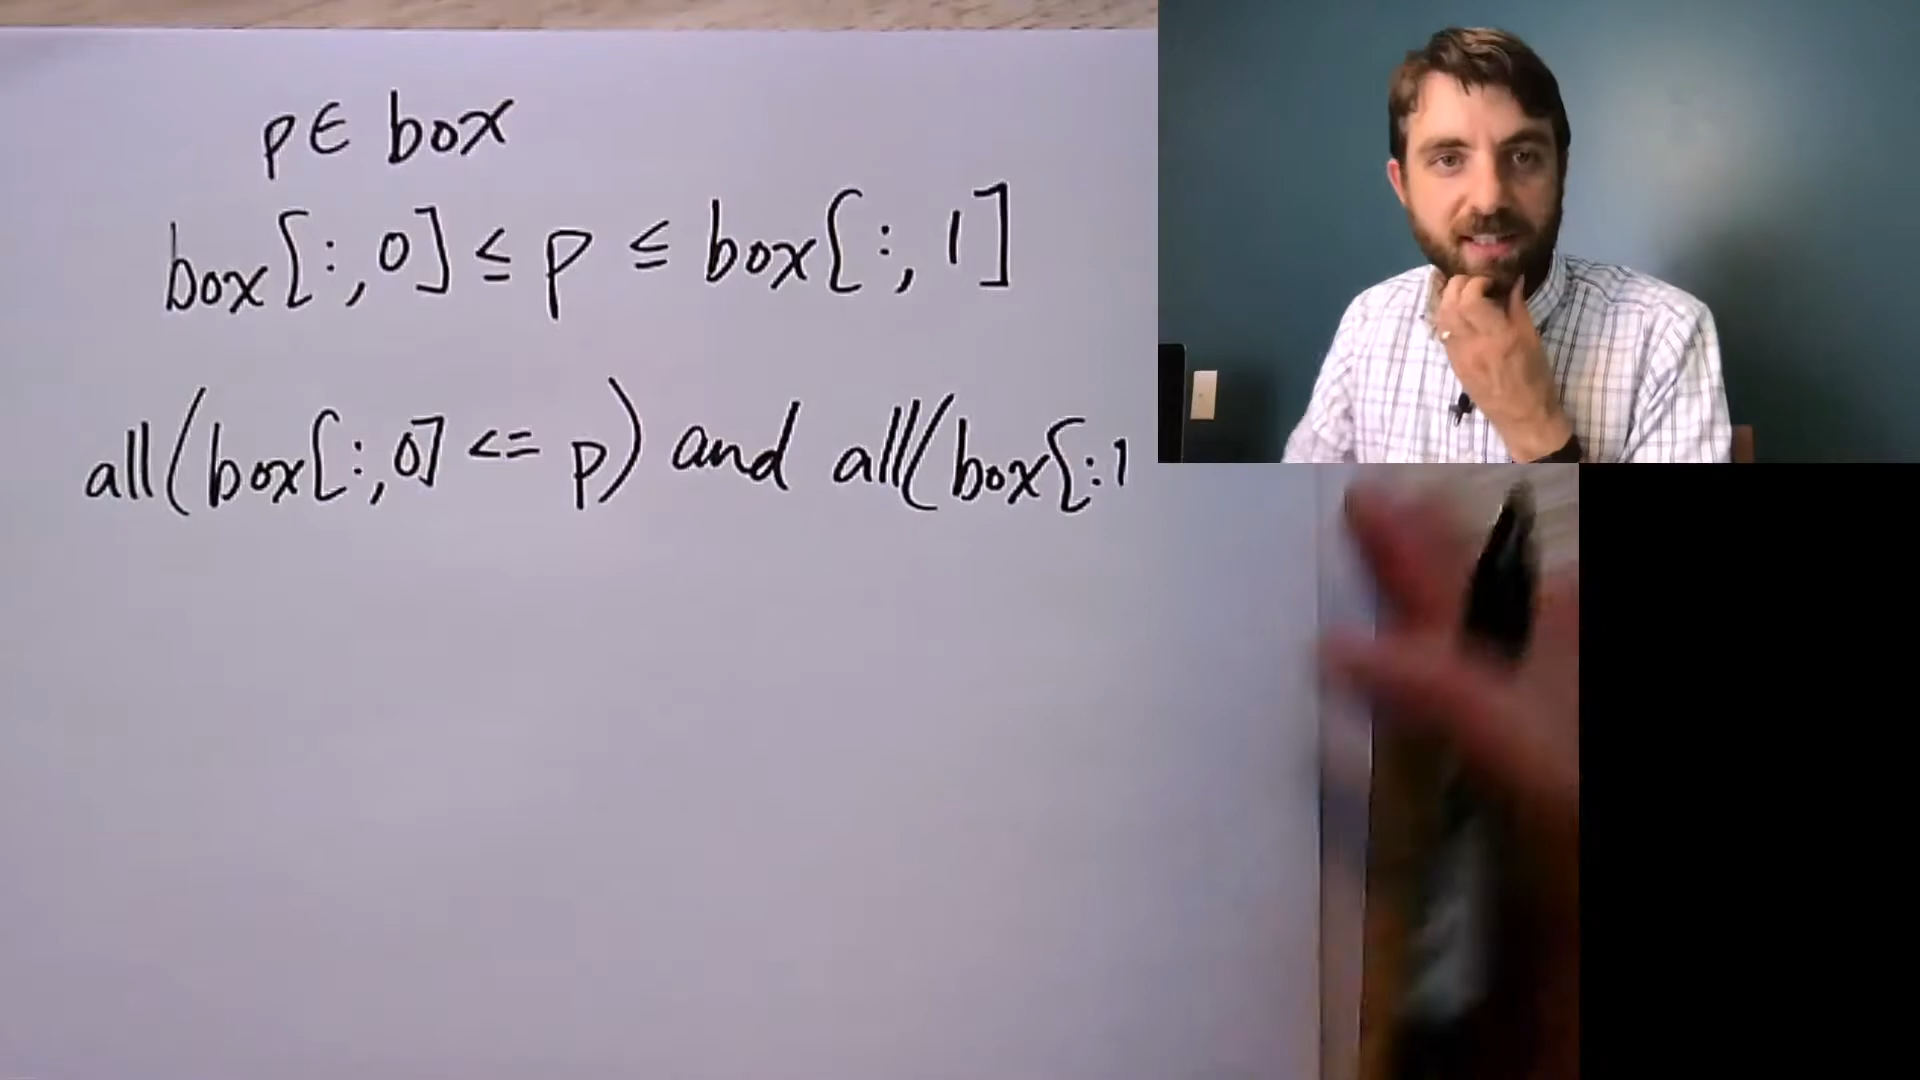 p ∈ box
box[:,0] ≤ p ≤ box[:, 1]
all(box[:,0] <= p) and all(box[:1